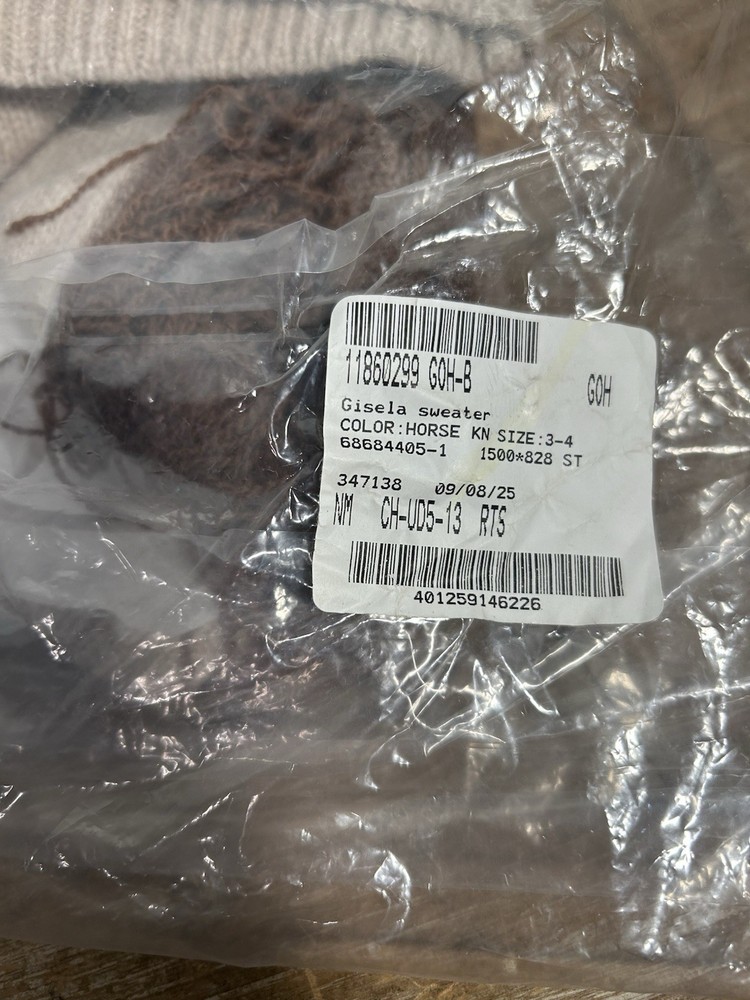 11860299 GOH-B
GOH
Gisela sweater
COLOR:HORSE KN SIZE:3-4
68684405-1 1500*828 ST
347138 09/08/25
NM CH-UD5-13 RTS
401259146226